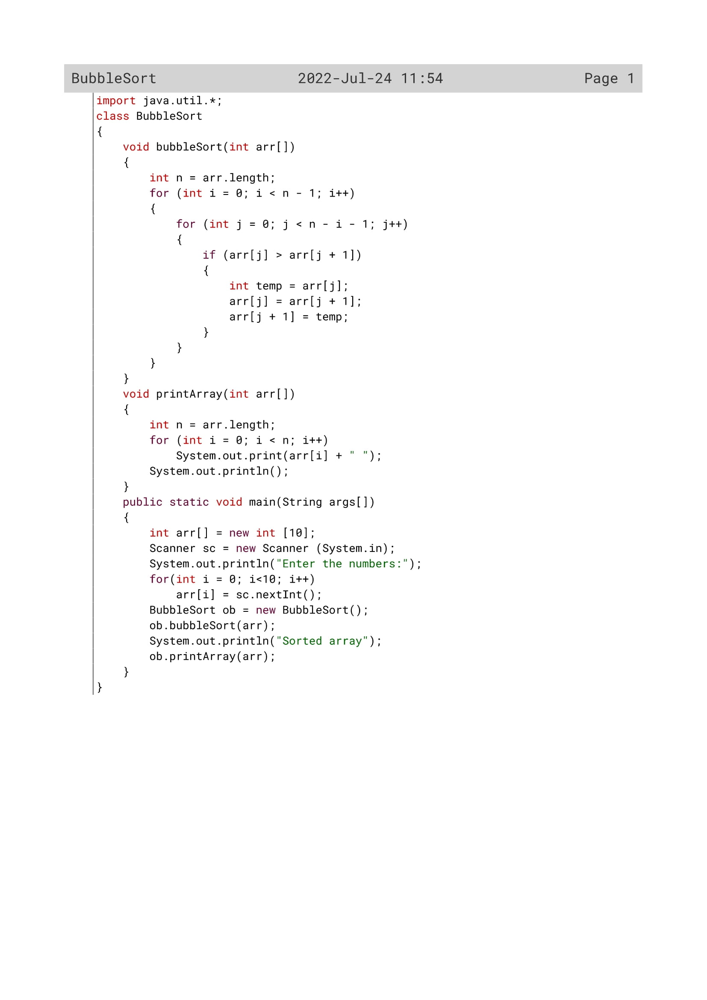 BubbleSort 2022-Jul-24 11:54 Page 1
import java.util.*;
class BubbleSort
{
    void bubbleSort(int arr[])
    {
        int n = arr.length;
        for (int i = 0; i < n - 1; i++)
        {
            for (int j = 0; j < n - i - 1; j++)
            {
                if (arr[j] > arr[j + 1])
                {
                    int temp = arr[j];
                    arr[j] = arr[j + 1];
                    arr[j + 1] = temp;
                }
            }
        }
    }
    void printArray(int arr[])
    {
        int n = arr.length;
        for (int i = 0; i < n; i++)
            System.out.print(arr[i] + " ");
        System.out.println();
    }
    public static void main(String args[])
    {
        int arr[] = new int [10];
        Scanner sc = new Scanner (System.in);
        System.out.println("Enter the numbers:");
        for(int i = 0; i<10; i++)
            arr[i] = sc.nextInt();
        BubbleSort ob = new BubbleSort();
        ob.bubbleSort(arr);
        System.out.println("Sorted array");
        ob.printArray(arr);
    }
}